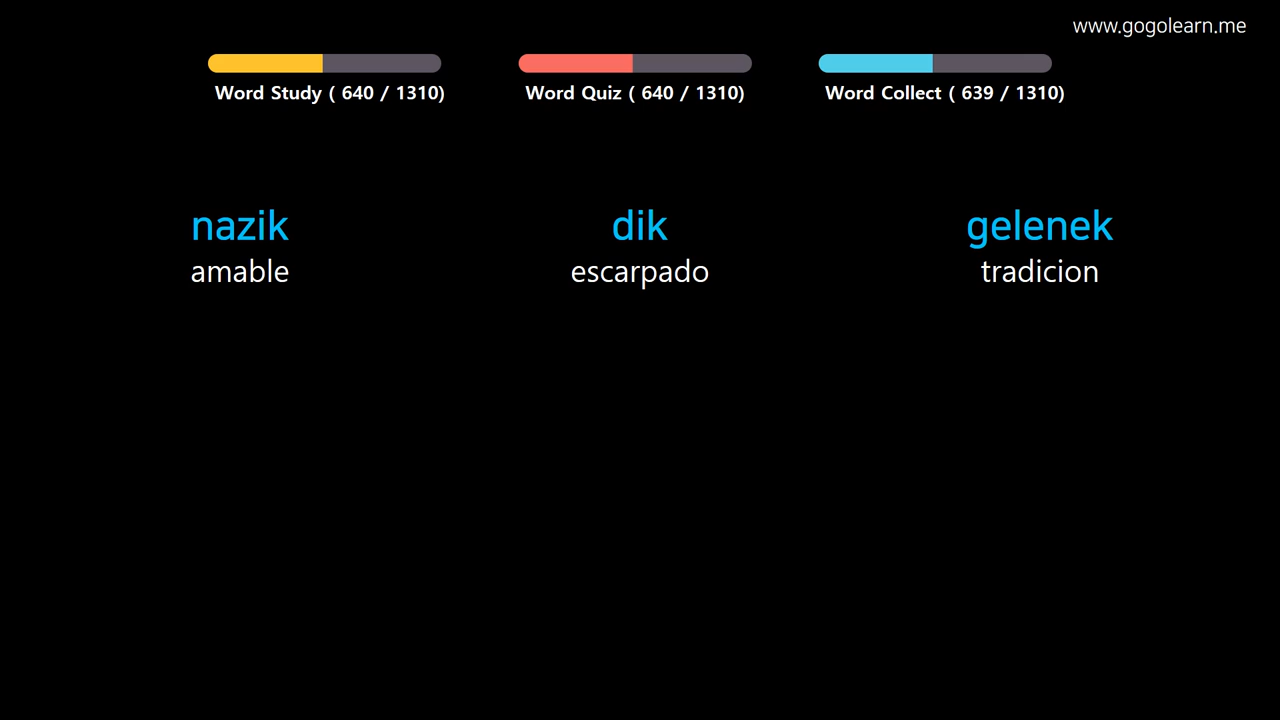 www.gogolearn.me
Word Study ( 640 / 1310)
Word Quiz ( 640 / 1310)
Word Collect ( 639 / 1310)
nazik
amable
dik
escarpado
gelenek
tradicion